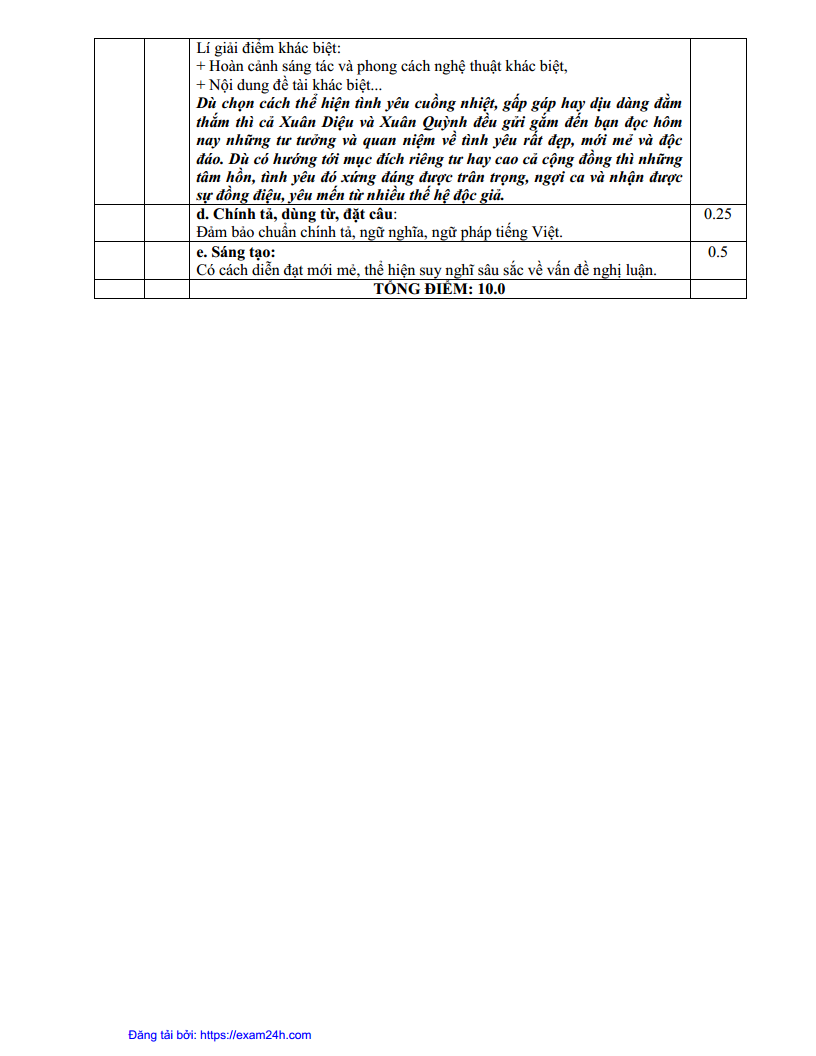 Lí giải điểm khác biệt:
+ Hoàn cảnh sáng tác và phong cách nghệ thuật khác biệt,
+ Nội dung đề tài khác biệt...
Dù chọn cách thể hiện tình yêu cuồng nhiệt, gấp gáp hay dịu dàng đằm
thắm thì cả Xuân Diệu và Xuân Quỳnh đều gửi gắm đến bạn đọc hôm
nay những tư tưởng và quan niệm về tình yêu rất đẹp, mới mẻ và độc
đáo. Dù có hướng tới mục đích riêng tư hay cao cả cộng đồng thì những
tâm hồn, tình yêu đó xứng đáng được trân trọng, ngợi ca và nhận được
sự đồng điệu, yêu mến từ nhiều thế hệ độc giả.
d. Chính tả, dùng từ, đặt câu: 0.25
Đảm bảo chuẩn chính tả, ngữ nghĩa, ngữ pháp tiếng Việt.
e. Sáng tạo: 0.5
Có cách diễn đạt mới mẻ, thể hiện suy nghĩ sâu sắc về vấn đề nghị luận.
TỔNG ĐIỂM: 10.0
Đăng tải bởi: https://exam24h.com